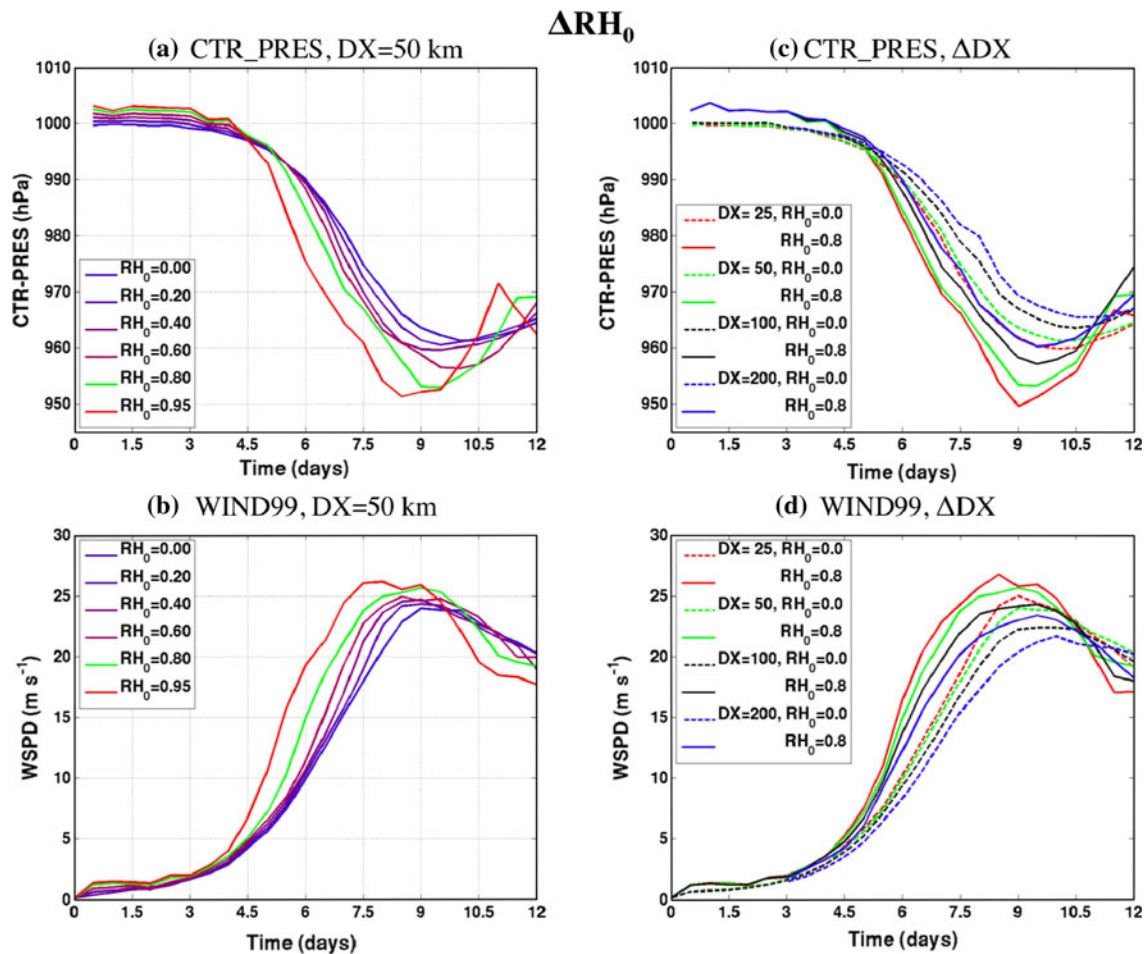 ΔRH₀
(a) CTR_PRES, DX=50 km
1010
1000
990
980
970
960
950
CTR-PRES (hPa)
RH₀=0.00
RH₀=0.20
RH₀=0.40
RH₀=0.60
RH₀=0.80
RH₀=0.95
0 1.5 3 4.5 6 7.5 9 10.5 12
Time (days)
(c) CTR_PRES, ΔDX
1010
1000
990
980
970
960
950
CTR-PRES (hPa)
DX= 25, RH₀=0.0
RH₀=0.8
DX= 50, RH₀=0.0
RH₀=0.8
DX=100, RH₀=0.0
RH₀=0.8
DX=200, RH₀=0.0
RH₀=0.8
0 1.5 3 4.5 6 7.5 9 10.5 12
Time (days)
(b) WIND99, DX=50 km
30
25
20
15
10
5
0
WSPD (m s⁻¹)
RH₀=0.00
RH₀=0.20
RH₀=0.40
RH₀=0.60
RH₀=0.80
RH₀=0.95
0 1.5 3 4.5 6 7.5 9 10.5 12
Time (days)
(d) WIND99, ΔDX
30
25
20
15
10
5
0
WSPD (m s⁻¹)
DX= 25, RH₀=0.0
RH₀=0.8
DX= 50, RH₀=0.0
RH₀=0.8
DX=100, RH₀=0.0
RH₀=0.8
DX=200, RH₀=0.0
RH₀=0.8
0 1.5 3 4.5 6 7.5 9 10.5 12
Time (days)